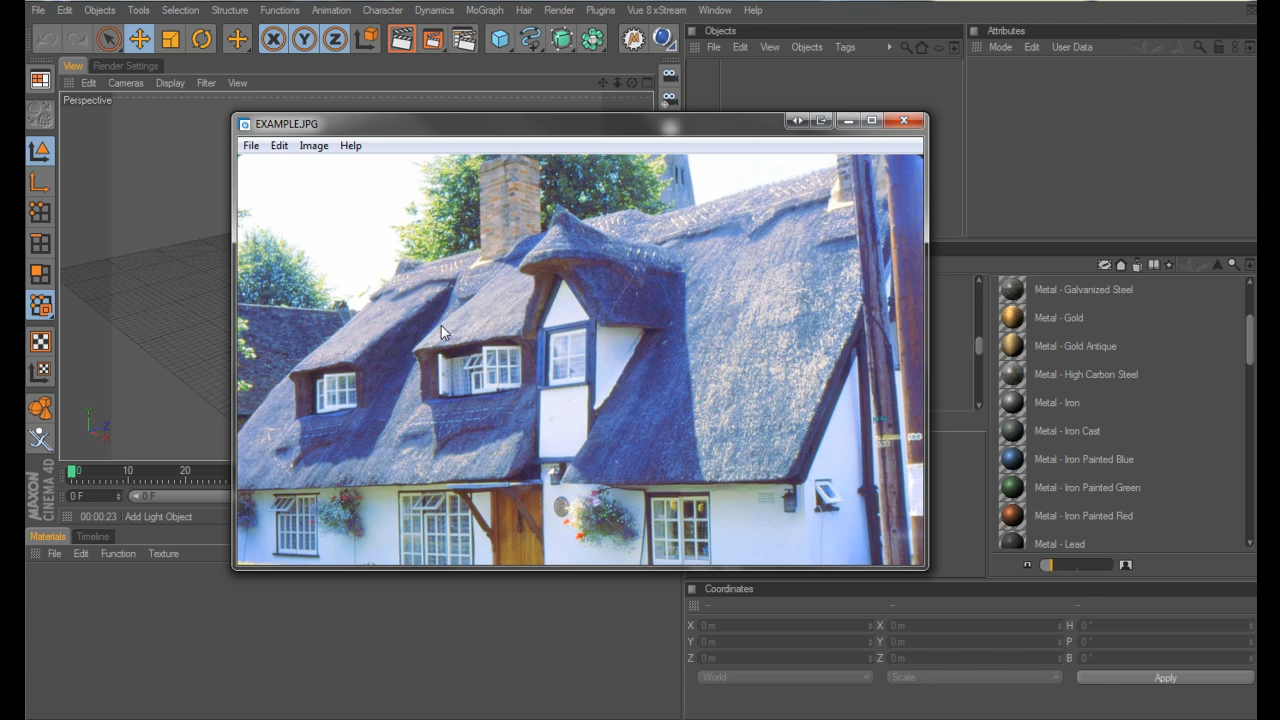 File Edit Objects Tools Selection Structure Functions Animation Character Dynamics MoGraph Hair Render Plugins Vue 8 xStream Window Help
Objects
Attributes
File Edit View Objects Tags
Mode Edit User Data
View Render Settings
Edit Cameras Display Filter View
Perspective
EXAMPLE.JPG
File Edit Image Help
Metal - Galvanized Steel
Metal - Gold
Metal - Gold Antique
Metal - High Carbon Steel
Metal - Iron
Metal - Iron Cast
Metal - Iron Painted Blue
Metal - Iron Painted Green
Metal - Iron Painted Red
Metal - Lead
Y
Z
X
0 10 20
0 F 0 F
00:00:23 Add Light Object
MAXON
CINEMA 4D
Materials Timeline
File Edit Function Texture
Coordinates
-- -- --
X 0 m X 0 m H 0 °
Y 0 m Y 0 m P 0 °
Z 0 m Z 0 m B 0 °
World Scale Apply